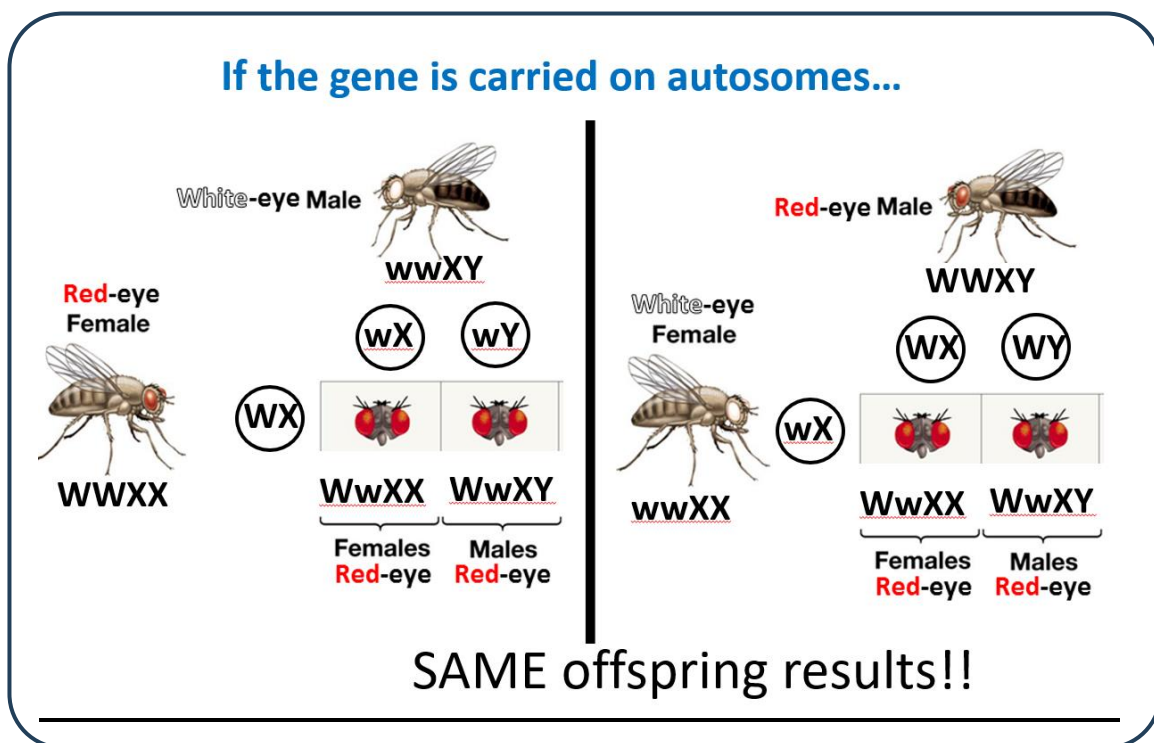 If the gene is carried on autosomes...
White-eye Male
wwXY
Red-eye
Female
WWXX
wX
wY
WX
WwXX
WwXY
Females
Red-eye
Males
Red-eye
Red-eye Male
WWXY
White-eye
Female
wwXX
WX
WY
wX
WwXX
WwXY
Females
Red-eye
Males
Red-eye
SAME offspring results!!